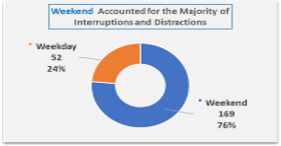 Weekend Accounted for the Majority of
Interruptions and Distractions
Weekday
52
24%
Weekend
169
76%